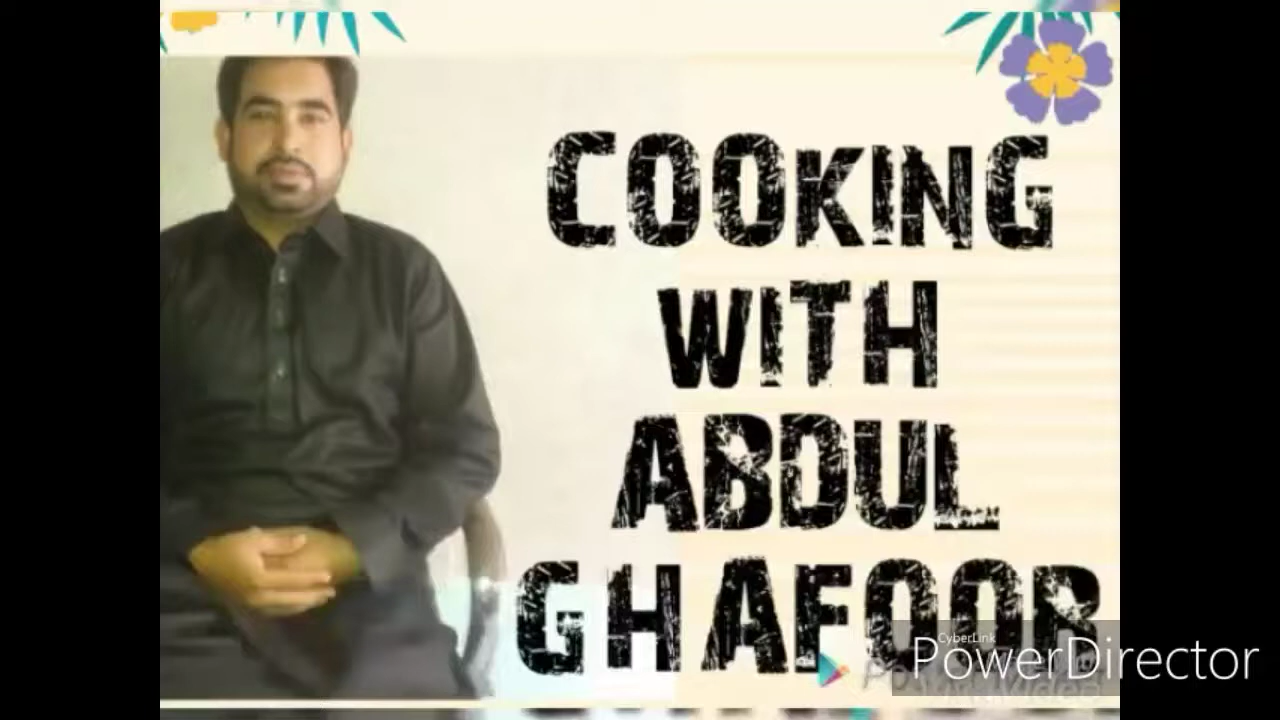 COOKING
WITH
ABDUL
GHAFOOR
CyberLink
PowerDirector